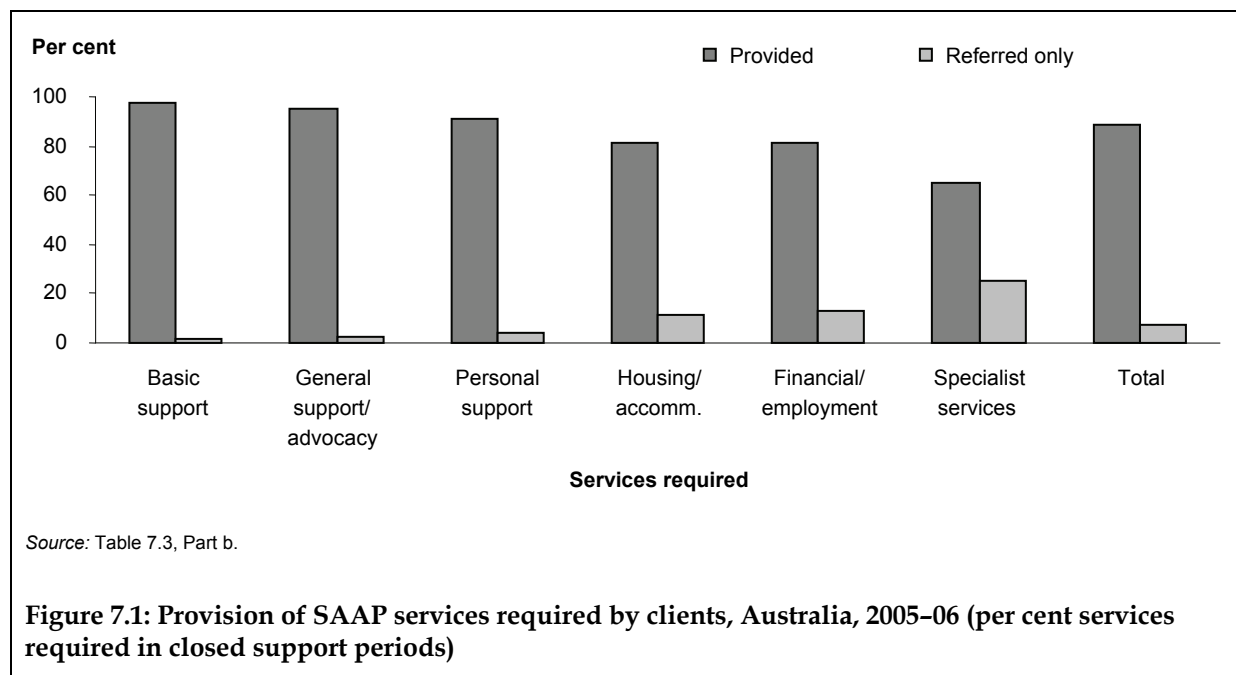 Per cent
Provided Referred only
100
80
60
40
20
0
Basic support
General support/ advocacy
Personal support
Housing/ accomm.
Financial/ employment
Specialist services
Total
Services required
Source: Table 7.3, Part b.
Figure 7.1: Provision of SAAP services required by clients, Australia, 2005–06 (per cent services
required in closed support periods)